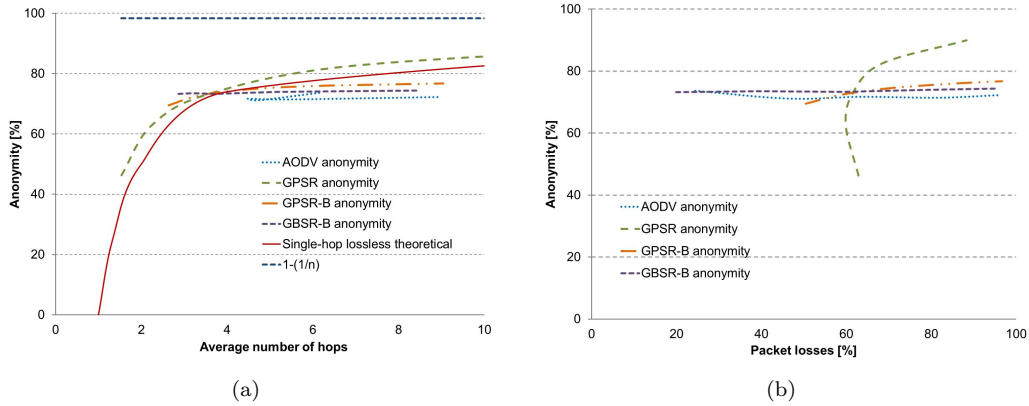 100
80
60
40
20
0
Anonymity [%]
0 2 4 6 8 10
Average number of hops
AODV anonymity
GPSR anonymity
GPSR-B anonymity
GBSR-B anonymity
Single-hop lossless theoretical
1-(1/n)
(a)
100
80
60
40
20
0
Anonymity [%]
0 20 40 60 80 100
Packet losses [%]
AODV anonymity
GPSR anonymity
GPSR-B anonymity
GBSR-B anonymity
(b)